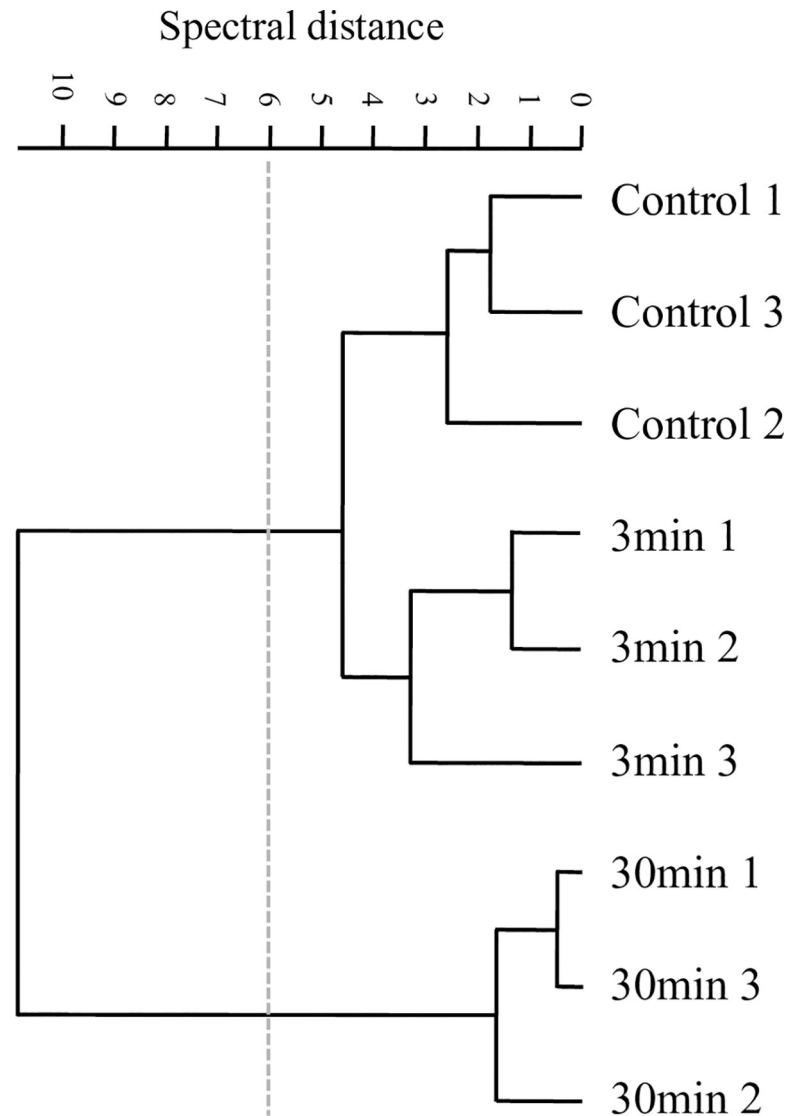 Spectral distance
10 9 8 7 6 5 4 3 2 1 0
Control 1
Control 3
Control 2
3min 1
3min 2
3min 3
30min 1
30min 3
30min 2